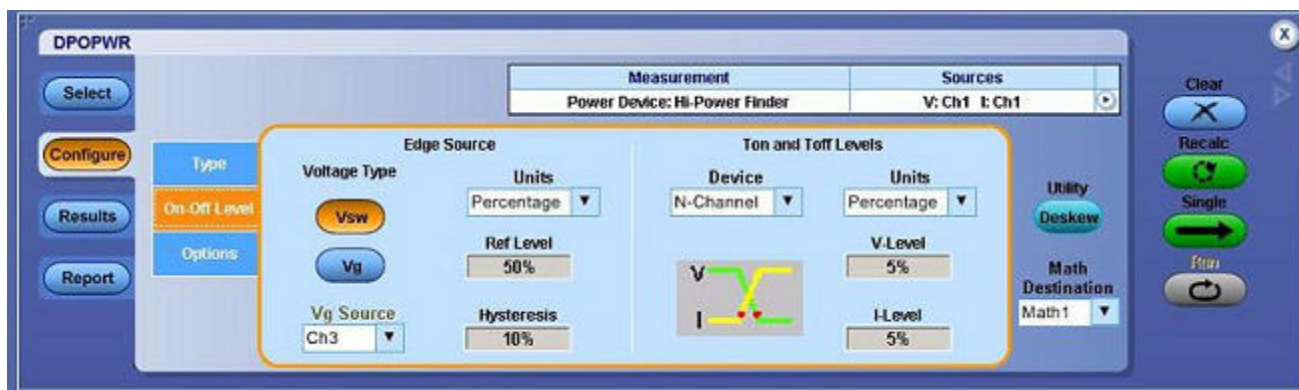 DPOPWR
Select
Configure
Results
Report
Measurement Sources
Power Device: Hi-Power Finder V: Ch1 I: Ch1
Type
On-Off Level
Options
Edge Source
Voltage Type
Vsw
Vg
Vg Source
Ch3
Units
Percentage
Ref Level
50%
Hysteresis
10%
Ton and Toff Levels
Device
N-Channel
V
I
Units
Percentage
V-Level
5%
I-Level
5%
Utility
Deskew
Math
Destination
Math1
X
Clear
Recalc
Single
Run